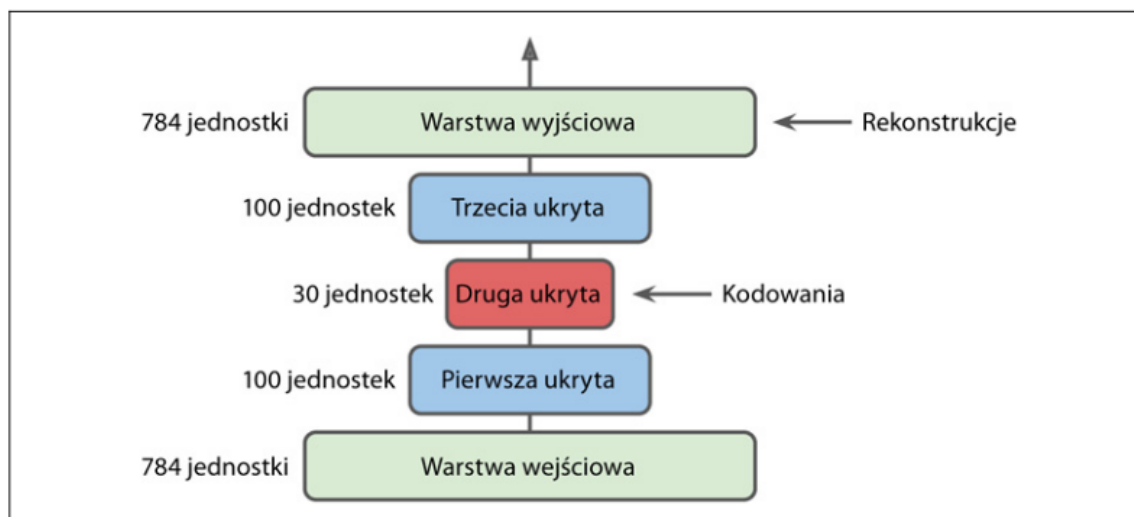 784 jednostki Warstwa wyjściowa Rekonstrukcje
100 jednostek Trzecia ukryta
30 jednostek Druga ukryta Kodowania
100 jednostek Pierwsza ukryta
784 jednostki Warstwa wejściowa